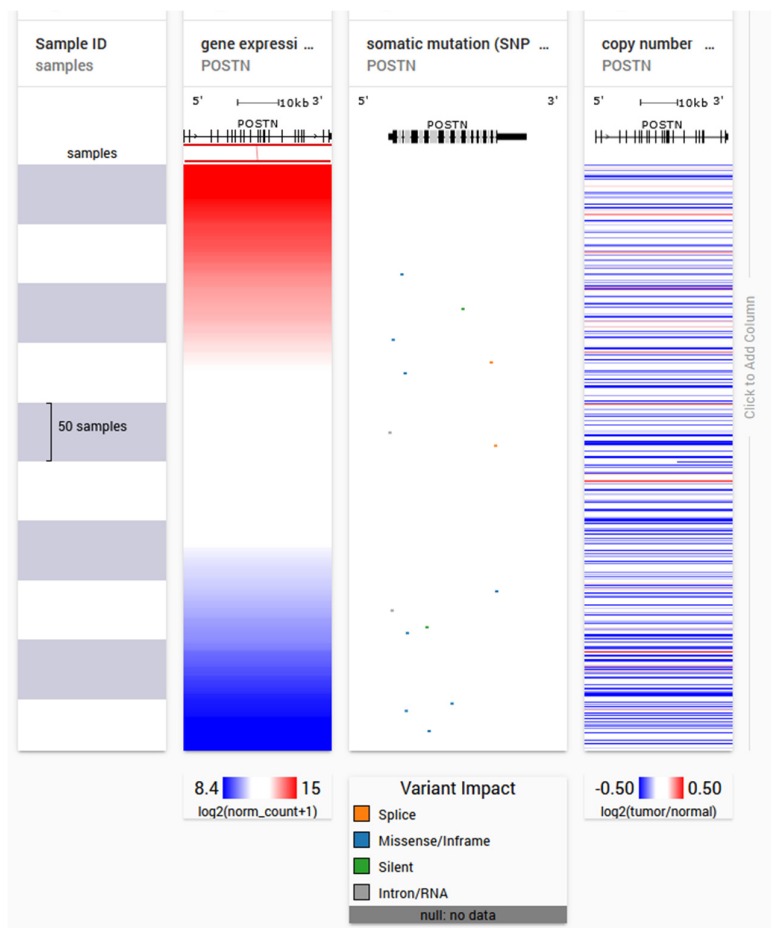 Sample ID
samples
gene expressi ...
POSTN
somatic mutation (SNP ...
POSTN
copy number ...
POSTN
5' 10kb 3'
POSTN
5' 3'
POSTN
5' 10kb 3'
POSTN
samples
50 samples
Click to Add Column
8.4 15
log2(norm_count+1)
Variant Impact
Splice
Missense/Inframe
Silent
Intron/RNA
null: no data
-0.50 0.50
log2(tumor/normal)